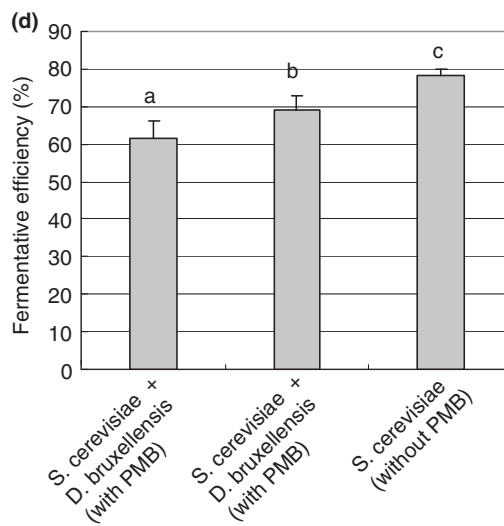 (d)
Fermentative efficiency (%)
90
80
70
60
50
40
30
20
10
0
a
b
c
S. cerevisiae +
D. bruxellensis
(with PMB)
S. cerevisiae +
D. bruxellensis
(with PMB)
S. cerevisiae
(without PMB)